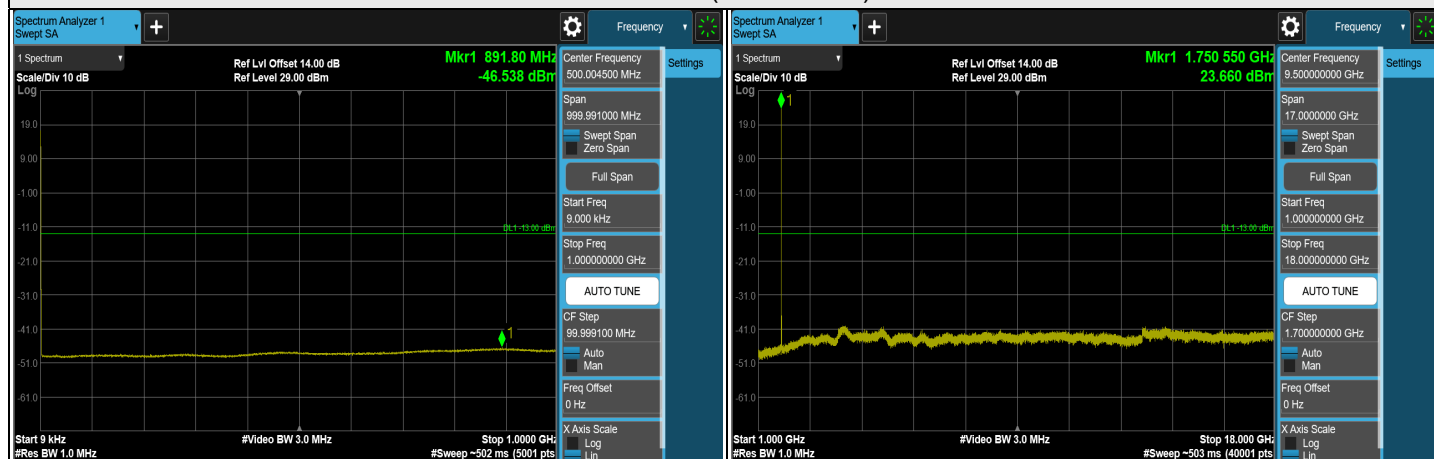 Spectrum Analyzer 1
Swept SA
+
Frequency
1 Spectrum
Scale/Div 10 dB
Log
Ref Lvl Offset 14.00 dB
Ref Level 29.00 dBm
Mkr1 891.80 MHz
-46.538 dBm
19.0
9.00
-1.00
-11.0
-21.0
-31.0
-41.0
-51.0
-61.0
DL1 -13.00 dBm
1
Start 9 kHz
#Res BW 1.0 MHz
#Video BW 3.0 MHz
Stop 1.0000 GHz
#Sweep ~502 ms (5001 pts
Center Frequency
500.004500 MHz
Settings
Span
999.991000 MHz
Swept Span
Zero Span
Full Span
Start Freq
9.000 kHz
Stop Freq
1.000000000 GHz
AUTO TUNE
CF Step
99.999100 MHz
Auto
Man
Freq Offset
0 Hz
X Axis Scale
Log
Lin
Spectrum Analyzer 1
Swept SA
+
Frequency
1 Spectrum
Scale/Div 10 dB
Log
Ref Lvl Offset 14.00 dB
Ref Level 29.00 dBm
Mkr1 1.750 550 GHz
23.660 dBm
19.0
9.00
-1.00
-11.0
-21.0
-31.0
-41.0
-51.0
-61.0
DL1 -13.00 dBm
1
Start 1.000 GHz
#Res BW 1.0 MHz
#Video BW 3.0 MHz
Stop 18.000 GHz
#Sweep ~503 ms (40001 pts
Center Frequency
9.500000000 GHz
Settings
Span
17.0000000 GHz
Swept Span
Zero Span
Full Span
Start Freq
1.000000000 GHz
Stop Freq
18.000000000 GHz
AUTO TUNE
CF Step
1.700000000 GHz
Auto
Man
Freq Offset
0 Hz
X Axis Scale
Log
Lin